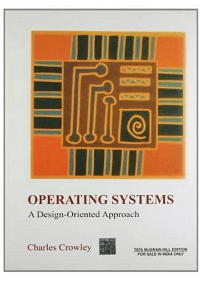 OPERATING SYSTEMS
A Design-Oriented Approach
Charles Crowley
TATA McGRAW-HILL EDITION
FOR SALE IN INDIA ONLY